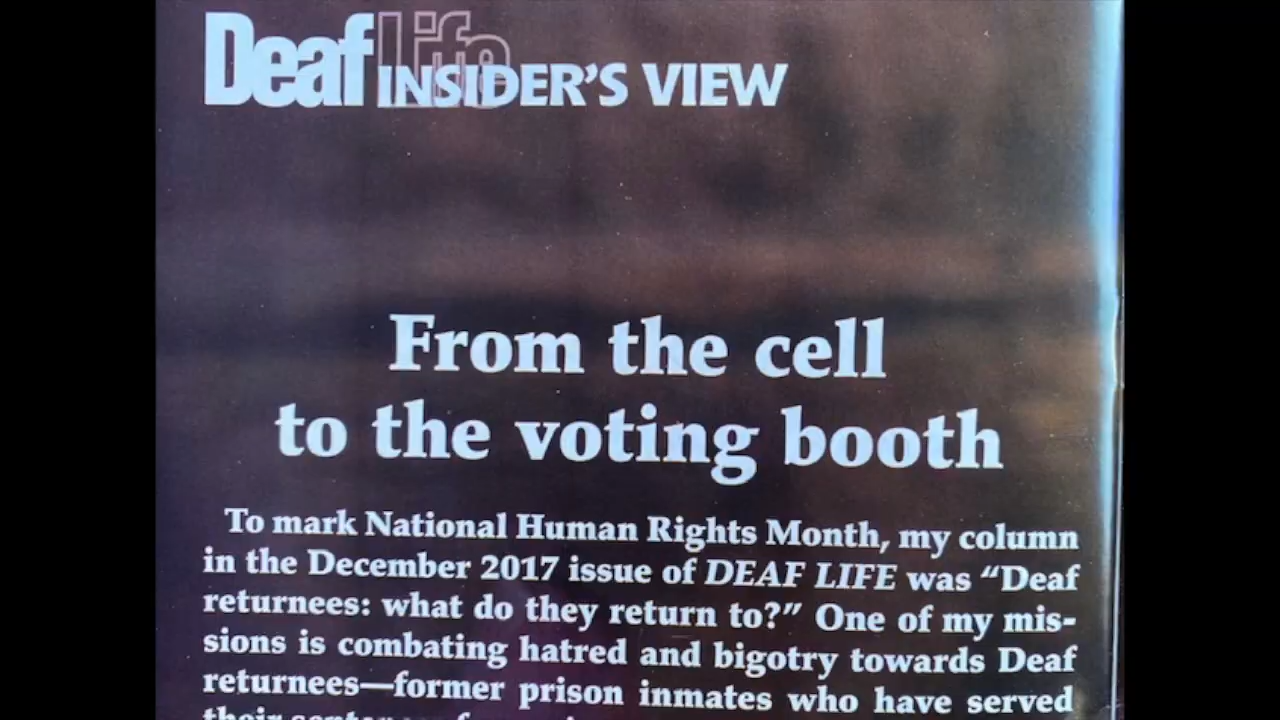 Deaf Life INSIDER'S VIEW
From the cell
to the voting booth
To mark National Human Rights Month, my column
in the December 2017 issue of DEAF LIFE was “Deaf
returnees: what do they return to?” One of my mis-
sions is combating hatred and bigotry towards Deaf
returnees—former prison inmates who have served
their